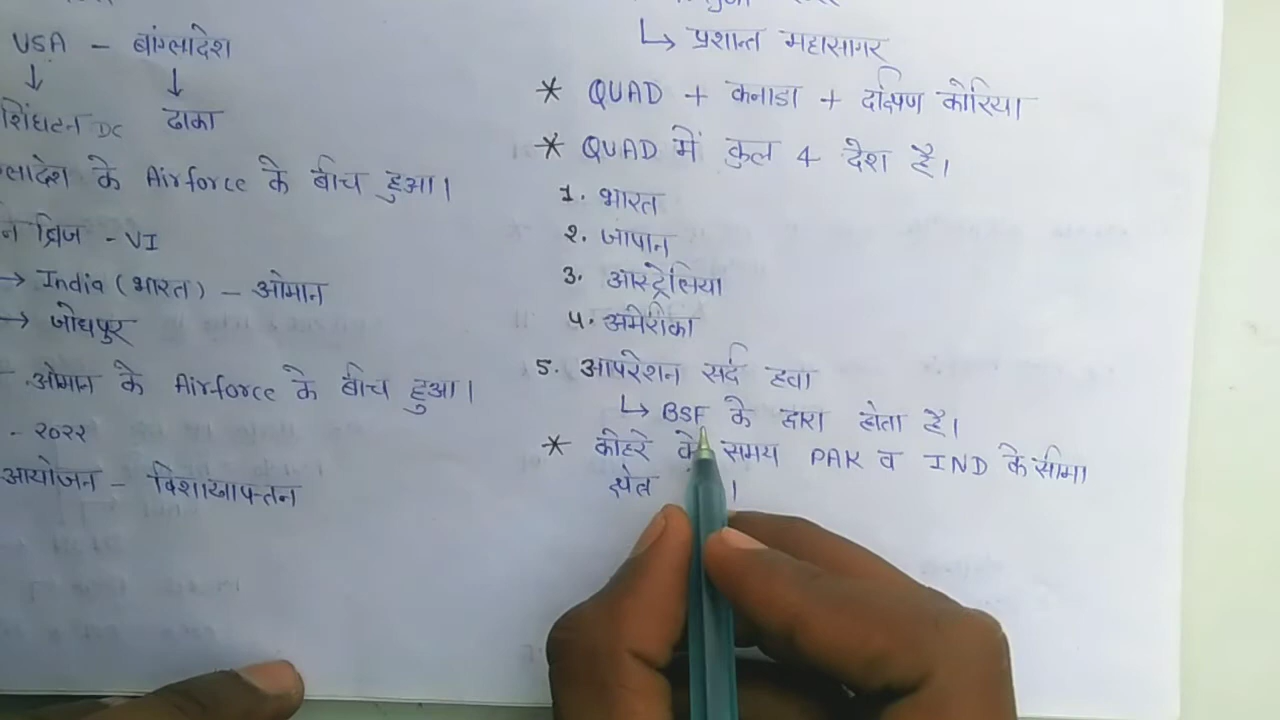 USA – बांग्लादेश
↓ ↓
शिंघटन DC ढाका
लादेश के Airforce के बीच हुआ।
ब्रिज - VI
→ India (भारत) – ओमान
→ जोधपुर
ओमान के Airforce के बीच हुआ।
- २०२२
आयोजन – विशाखापत्तन
↳ प्रशान्त महासागर
* QUAD + कनाडा + दक्षिण कोरिया
* QUAD में कुल 4 देश है।
1. भारत
२. जापान
3. आस्ट्रेलिया
4. अमेरीका
5. आपरेशन सर्द हवा
↳ BSF के द्वारा होता है।
* कोहरे के समय PAK व IND के सीमा
क्षेत्र ।